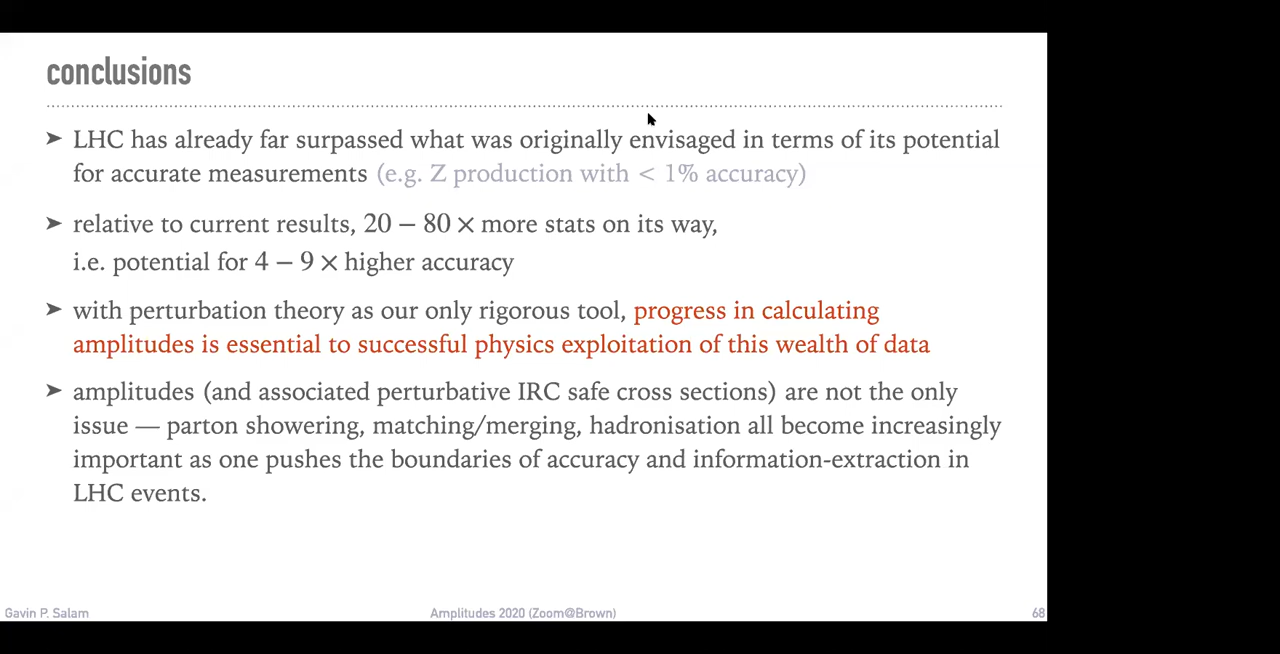 conclusions
➤ LHC has already far surpassed what was originally envisaged in terms of its potential
for accurate measurements (e.g. Z production with < 1% accuracy)
➤ relative to current results, 20 − 80 × more stats on its way,
i.e. potential for 4 − 9 × higher accuracy
➤ with perturbation theory as our only rigorous tool, progress in calculating
amplitudes is essential to successful physics exploitation of this wealth of data
➤ amplitudes (and associated perturbative IRC safe cross sections) are not the only
issue — parton showering, matching/merging, hadronisation all become increasingly
important as one pushes the boundaries of accuracy and information-extraction in
LHC events.
Gavin P. Salam Amplitudes 2020 (Zoom@Brown) 68